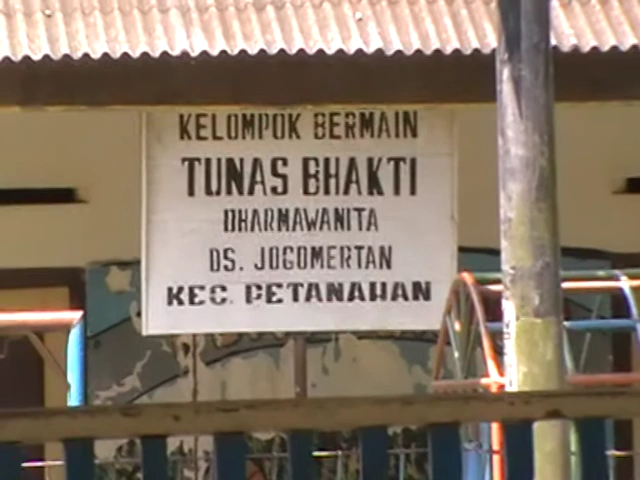 KELOMPOK BERMAIN
TUNAS BHAKTI
DHARMAWANITA
DS. JOGOMERTAN
KEC. PETANAHAN